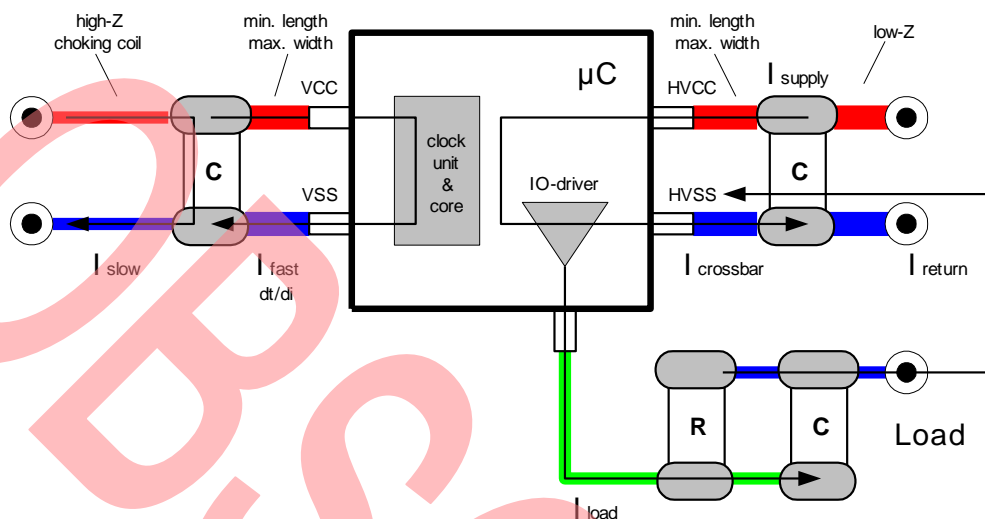 high-Z
choking coil
min. length
max. width
VCC
µC
HVCC
min. length
max. width
I supply
low-Z
C
clock
unit
&
core
IO-driver
C
VSS
HVSS
I slow
I fast
dt/di
I crossbar
I return
R
C
Load
I load
OBSO